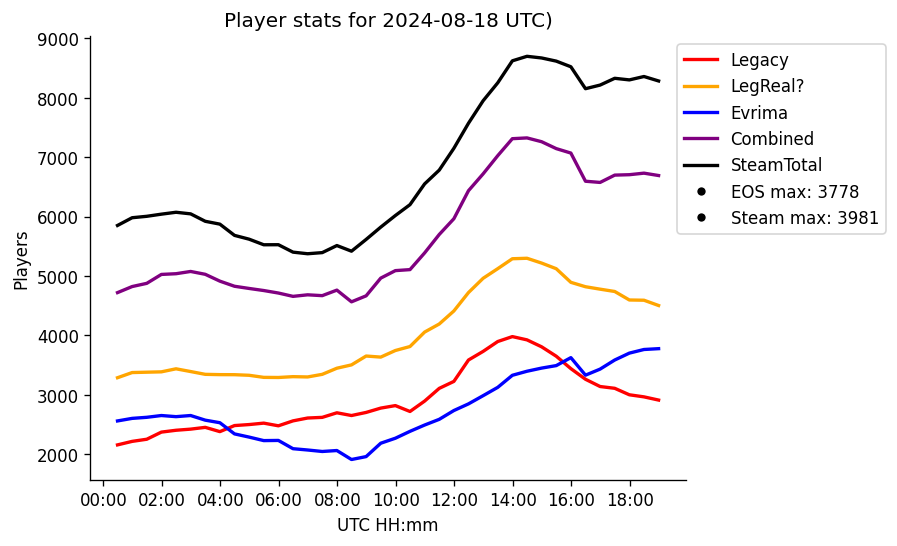 Player stats for 2024-08-18 UTC)
9000
8000
7000
6000
5000
4000
3000
2000
Players
00:00 02:00 04:00 06:00 08:00 10:00 12:00 14:00 16:00 18:00
UTC HH:mm
Legacy
LegReal?
Evrima
Combined
SteamTotal
EOS max: 3778
Steam max: 3981